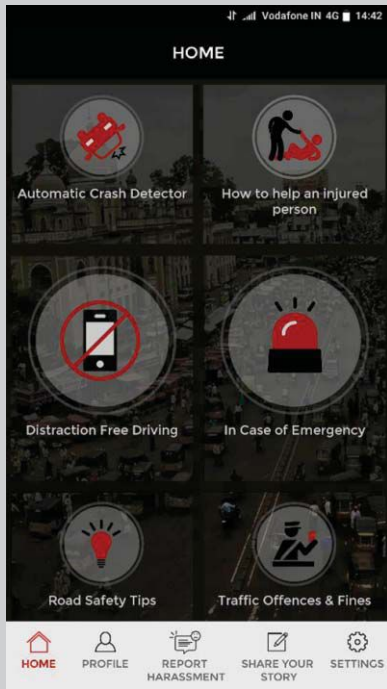 Vodafone IN 4G 14:42
HOME
Automatic Crash Detector
How to help an injured
person
Distraction Free Driving
In Case of Emergency
Road Safety Tips
Traffic Offences & Fines
HOME
PROFILE
REPORT
HARASSMENT
SHARE YOUR
STORY
SETTINGS